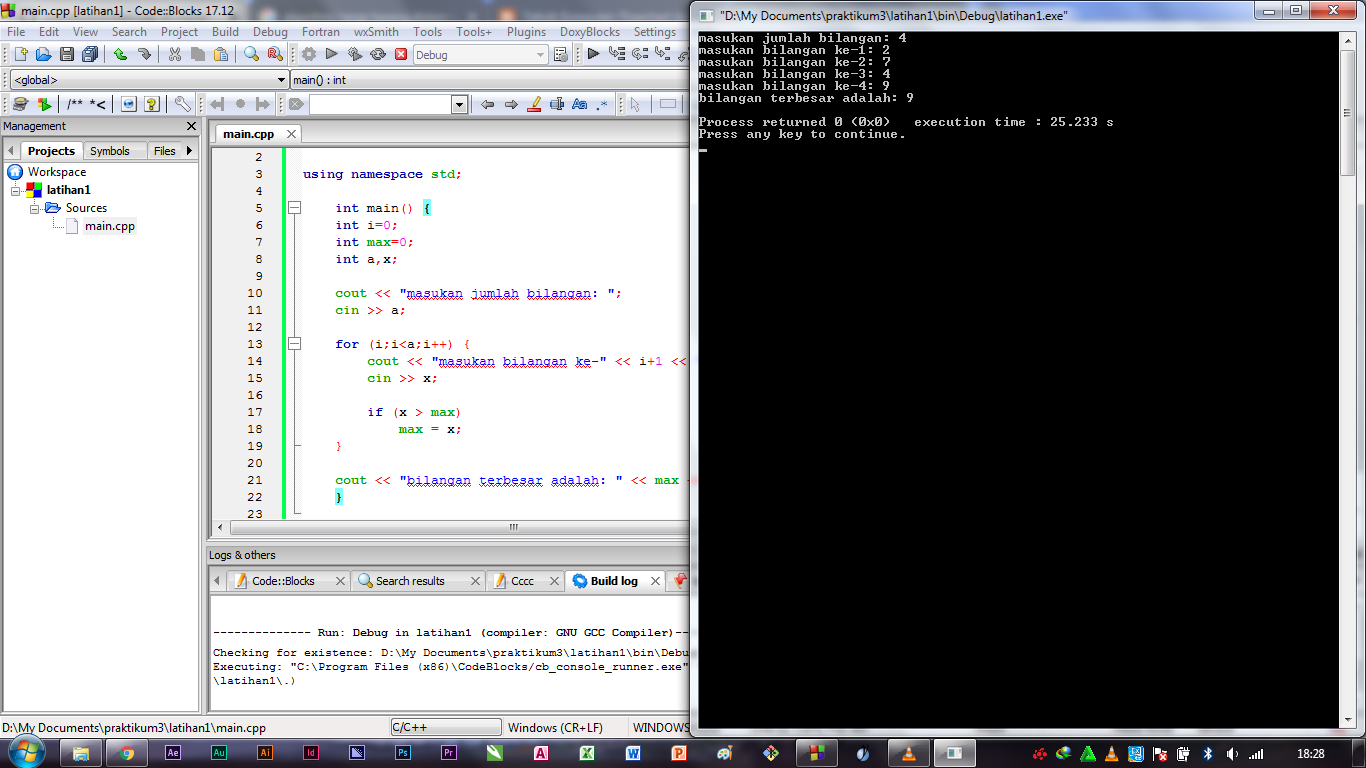 main.cpp [latihan1] - Code::Blocks 17.12
File Edit View Search Project Build Debug Fortran wxSmith Tools Tools+ Plugins DoxyBlocks Settings
Debug
<global> main() : int
/** *< Aa .*
Management
Projects Symbols Files
Workspace
latihan1
Sources
main.cpp
main.cpp
2
3 using namespace std;
4
5 int main() {
6 int i=0;
7 int max=0;
8 int a,x;
9
10 cout << "masukan jumlah bilangan: ";
11 cin >> a;
12
13 for (i;i<a;i++) {
14 cout << "masukan bilangan ke-" << i+1 <<
15 cin >> x;
16
17 if (x > max)
18 max = x;
19 }
20
21 cout << "bilangan terbesar adalah: " << max
22 }
23
Logs & others
Code::Blocks Search results Cccc Build log
-------------- Run: Debug in latihan1 (compiler: GNU GCC Compiler)--
Checking for existence: D:\My Documents\praktikum3\latihan1\bin\Debu
Executing: "C:\Program Files (x86)\CodeBlocks/cb_console_runner.exe"
\latihan1\.)
D:\My Documents\praktikum3\latihan1\main.cpp C/C++ Windows (CR+LF) WINDOWS
"D:\My Documents\praktikum3\latihan1\bin\Debug\latihan1.exe"
masukan jumlah bilangan: 4
masukan bilangan ke-1: 2
masukan bilangan ke-2: 7
masukan bilangan ke-3: 4
masukan bilangan ke-4: 9
bilangan terbesar adalah: 9
Process returned 0 (0x0) execution time : 25.233 s
Press any key to continue.
Ae Au Ai Id Ps Pr A X W P 18:28